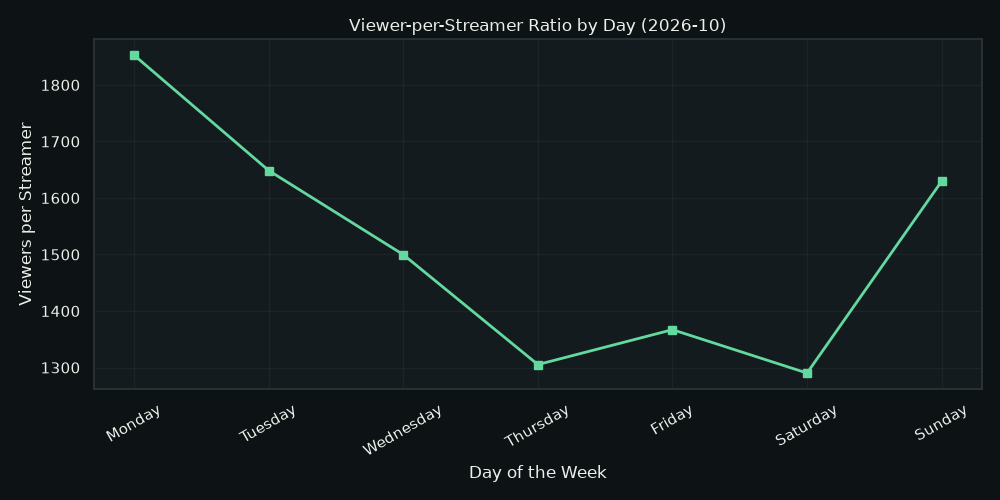 Viewer-per-Streamer Ratio by Day (2026-10)
Viewers per Streamer
1800
1700
1600
1500
1400
1300
Monday
Tuesday
Wednesday
Thursday
Friday
Saturday
Sunday
Day of the Week